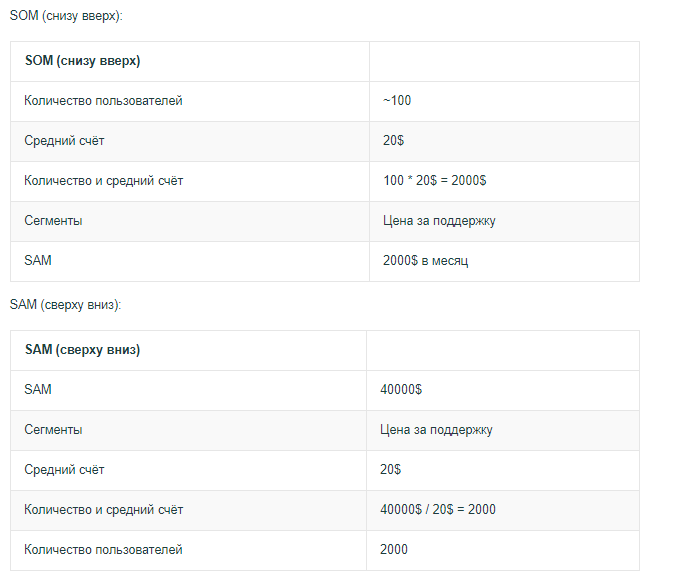 SOM (снизу вверх):
SOM (снизу вверх)
Количество пользователей ~100
Средний счёт 20$
Количество и средний счёт 100 * 20$ = 2000$
Сегменты Цена за поддержку
SAM 2000$ в месяц
SAM (сверху вниз):
SAM (сверху вниз)
SAM 40000$
Сегменты Цена за поддержку
Средний счёт 20$
Количество и средний счёт 40000$ / 20$ = 2000
Количество пользователей 2000